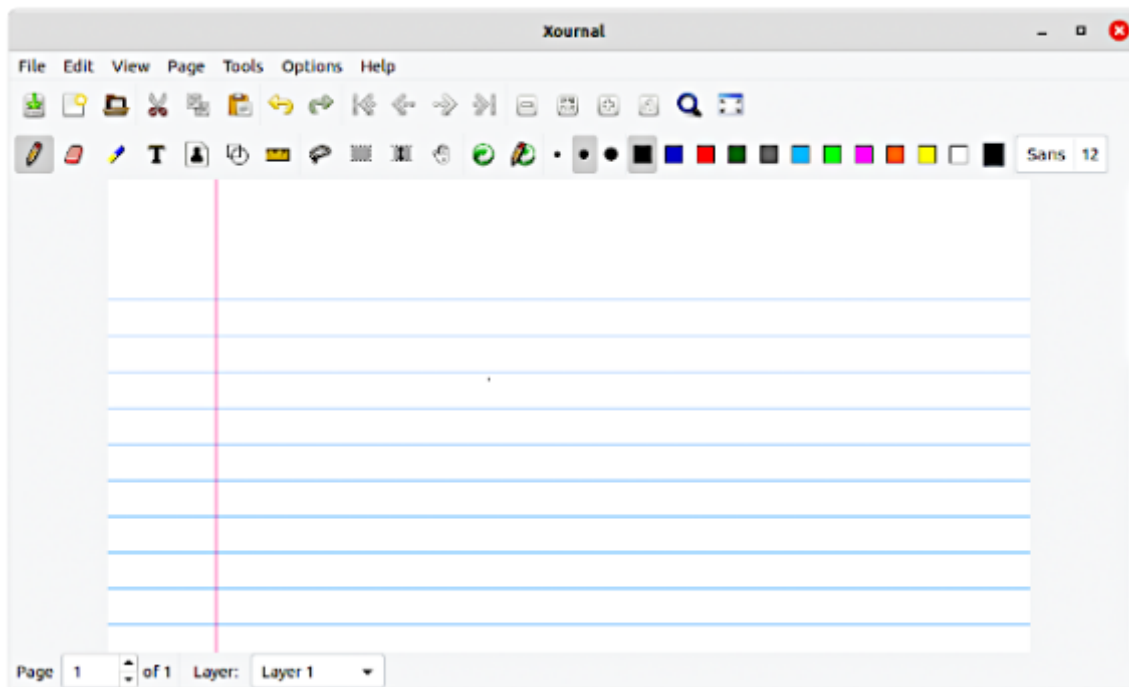 Xournal
File Edit View Page Tools Options Help
T Sans 12
Page 1 of 1 Layer: Layer 1